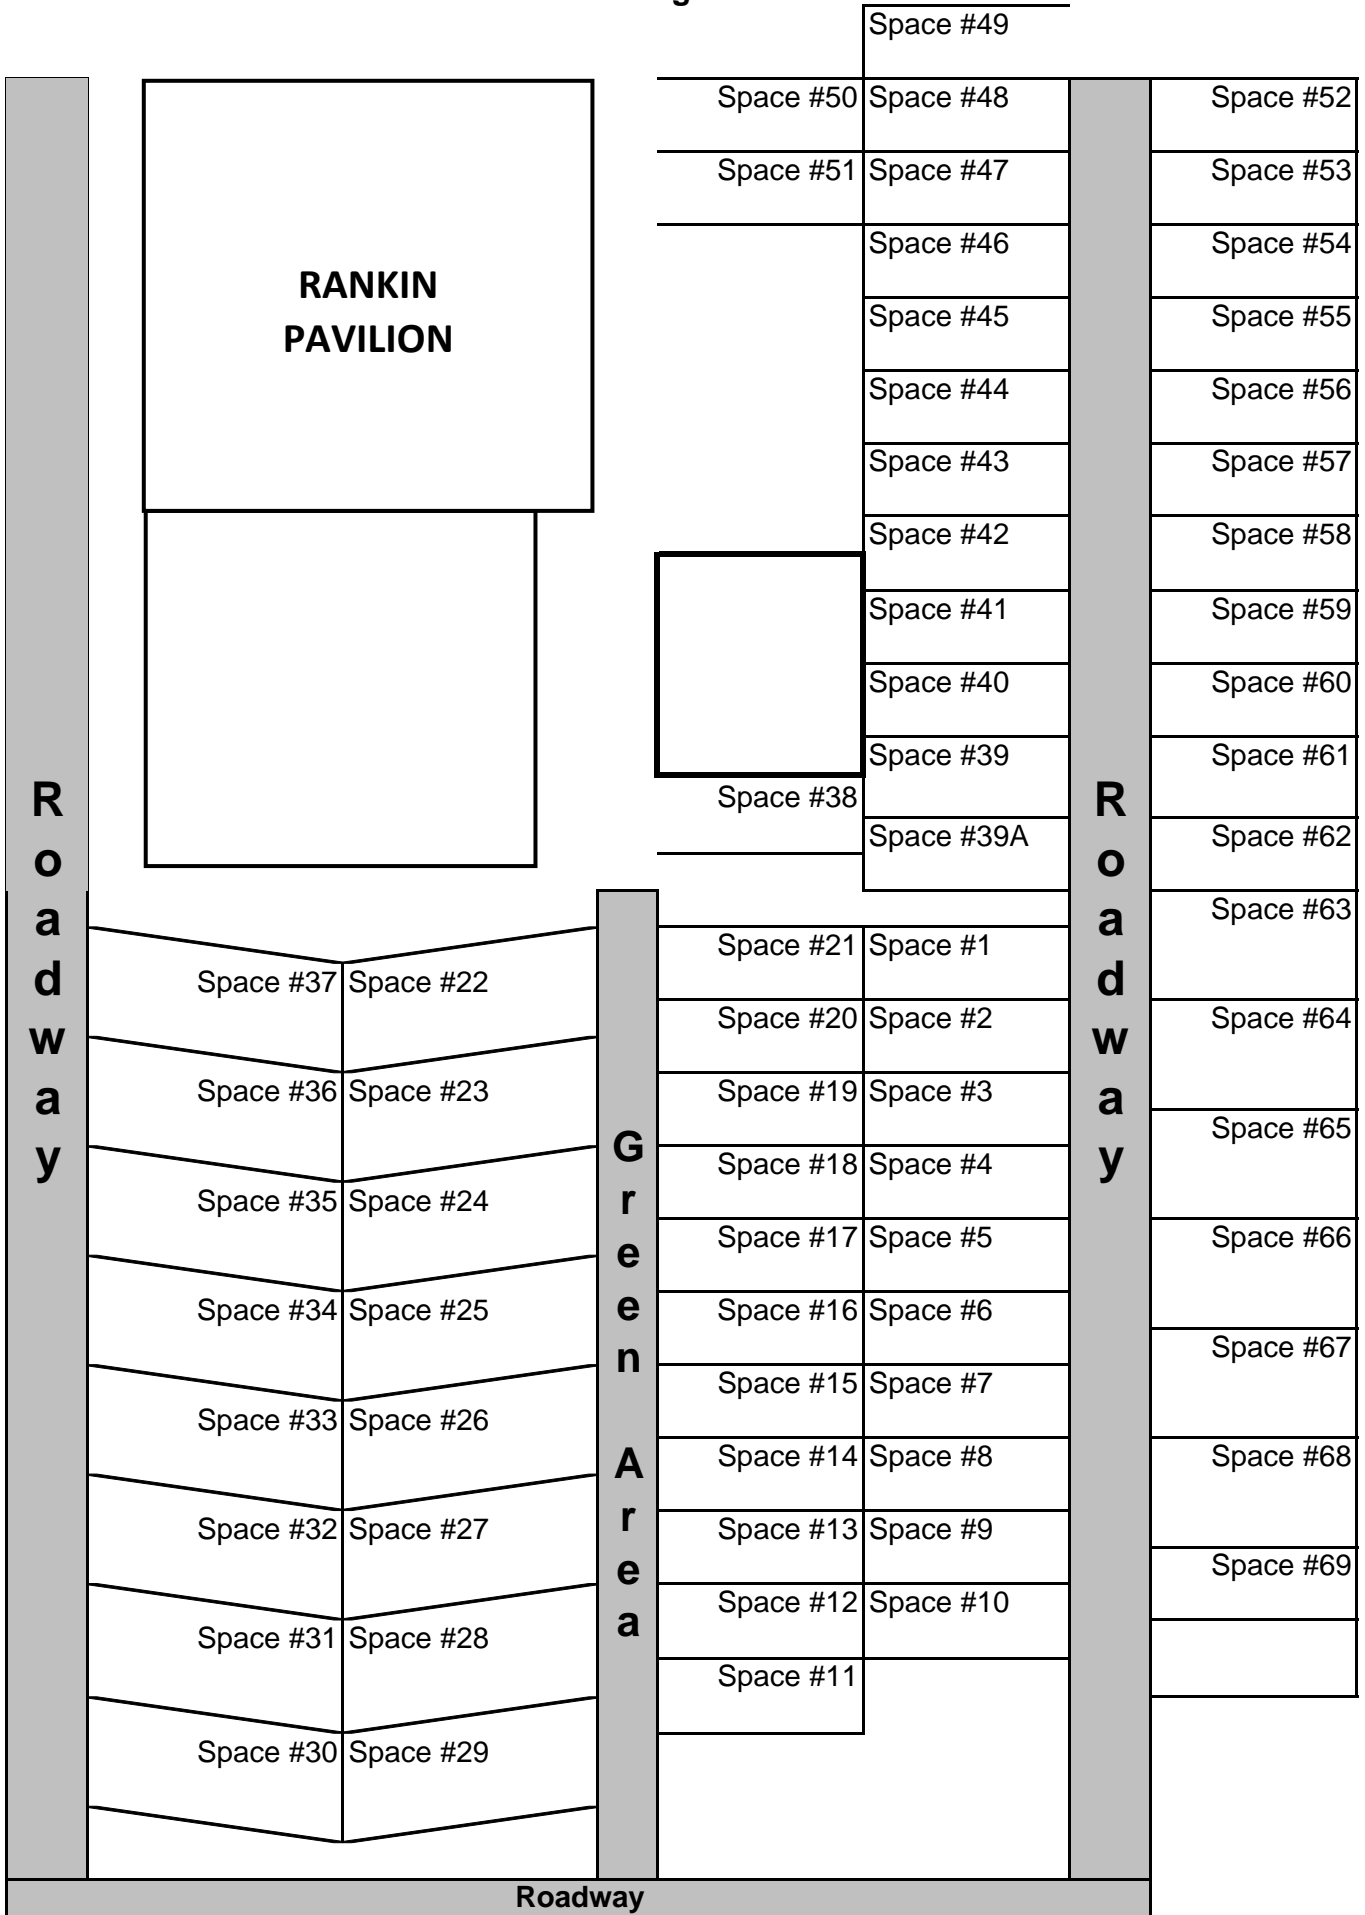 Space #49
Space #50 Space #48 Space #52
Space #51 Space #47 Space #53
Space #46 Space #54
RANKIN
PAVILION
Space #45 Space #55
Space #44 Space #56
Space #43 Space #57
Space #42 Space #58
Space #41 Space #59
Space #40 Space #60
Space #39 Space #61
Space #38
Space #39A Space #62
Space #63
Roadway
Roadway
Space #21 Space #1
Space #37 Space #22
Space #20 Space #2 Space #64
Space #36 Space #23 Space #19 Space #3
Space #65
Green Area
Space #18 Space #4
Space #35 Space #24
Space #17 Space #5 Space #66
Space #34 Space #25 Space #16 Space #6
Space #67
Space #15 Space #7
Space #33 Space #26
Space #14 Space #8 Space #68
Space #32 Space #27 Space #13 Space #9
Space #69
Space #12 Space #10
Space #31 Space #28
Space #11
Space #30 Space #29
Roadway